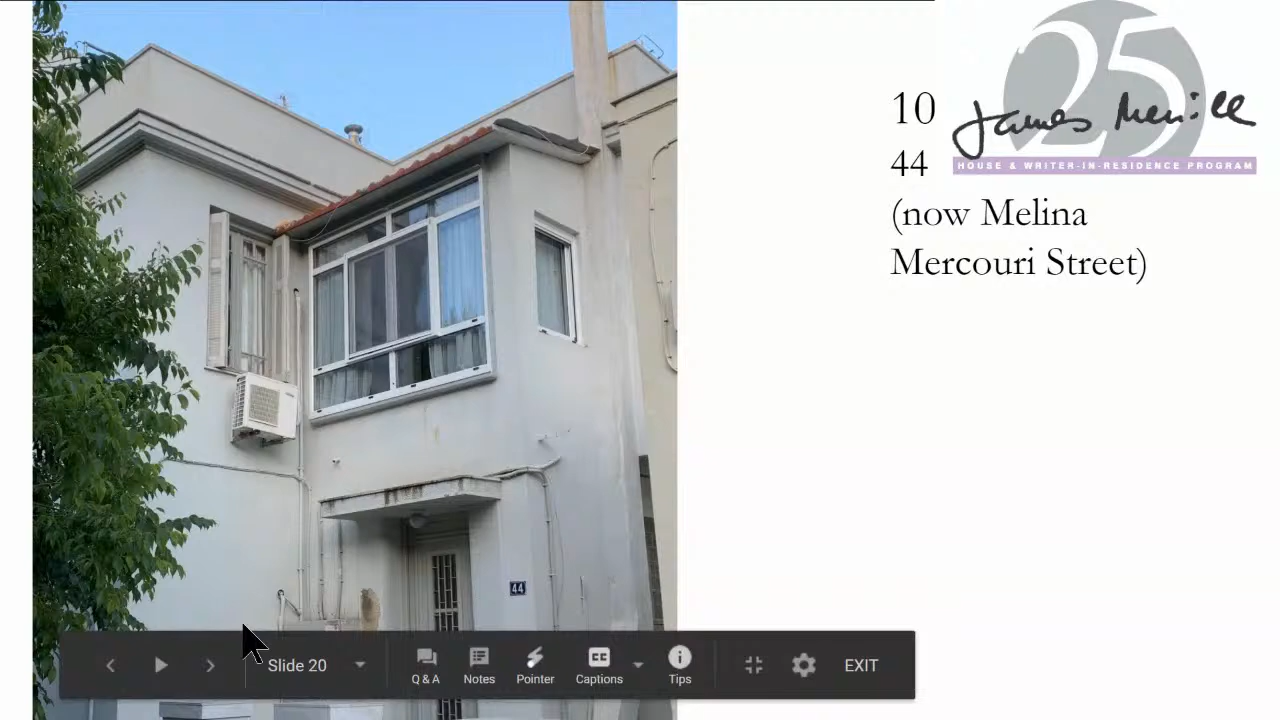 25
James Merrill
HOUSE & WRITER-IN-RESIDENCE PROGRAM
10
44
(now Melina
Mercouri Street)
44
Slide 20
Q & A
Notes
Pointer
CC
Captions
Tips
EXIT